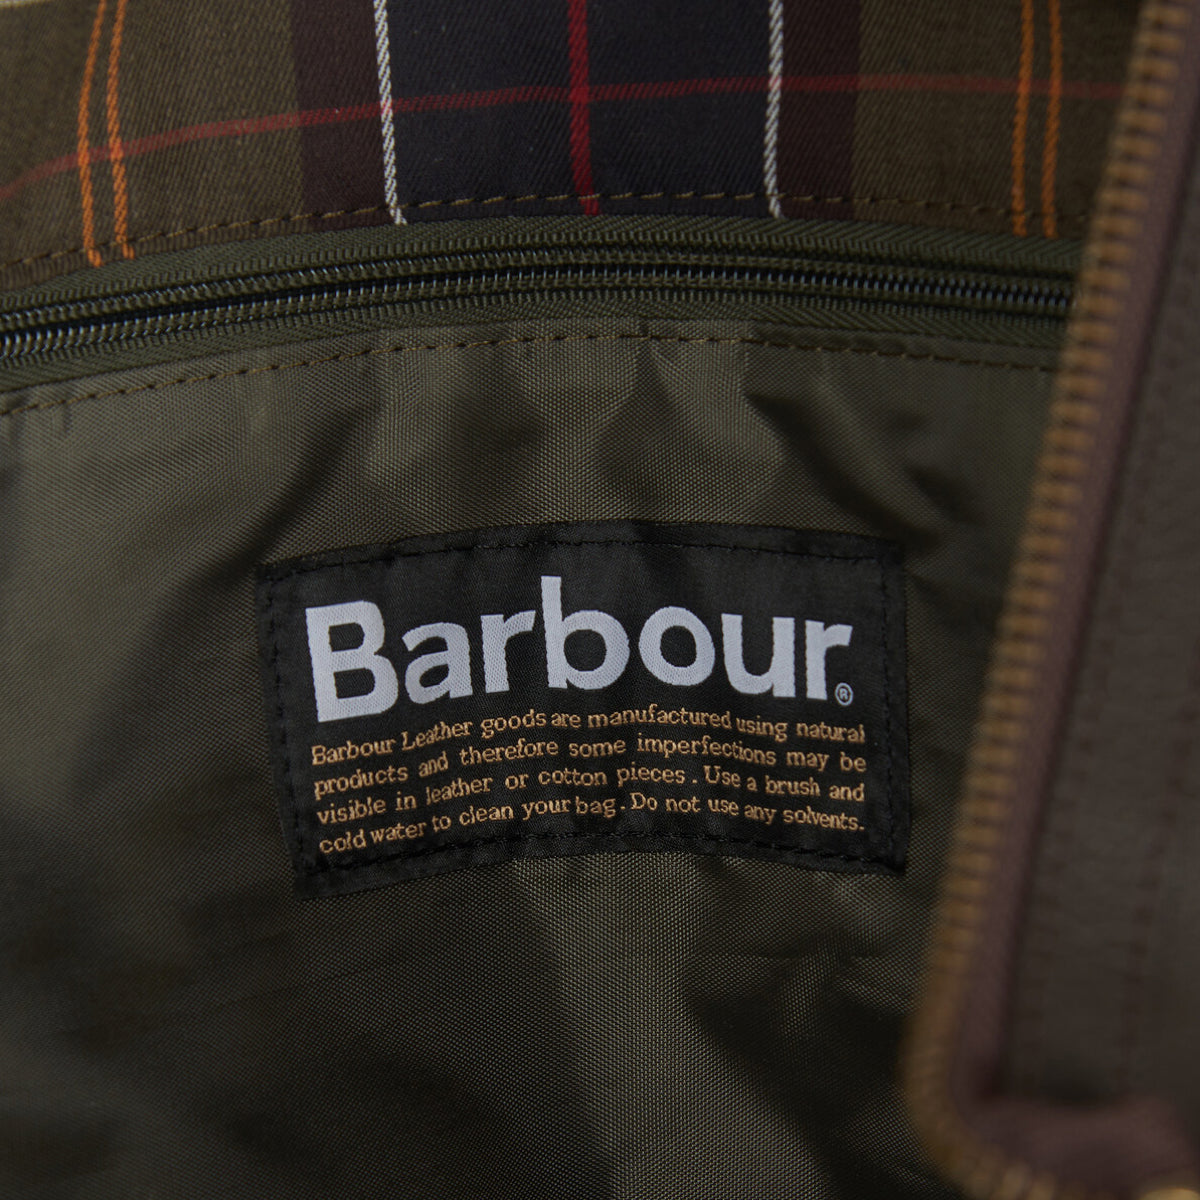 Barbour®
Barbour Leather goods are manufactured using natural
products and therefore some imperfections may be
visible in leather or cotton pieces. Use a brush and
cold water to clean your bag. Do not use any solvents.